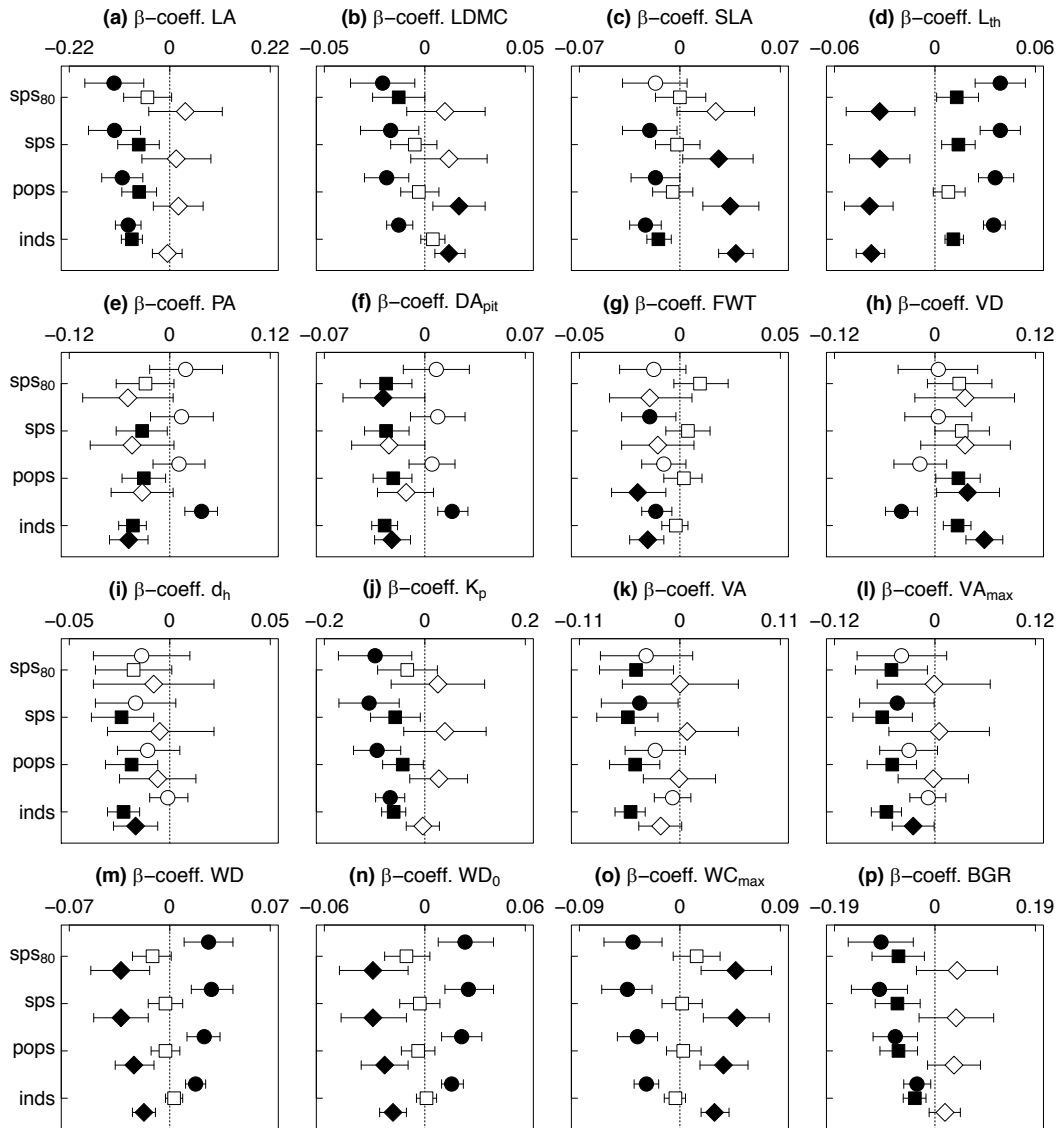 (a) β−coeff. LA
(b) β−coeff. LDMC
(c) β−coeff. SLA
(d) β−coeff. Lth
−0.22 0 0.22
−0.05 0 0.05
−0.07 0 0.07
−0.06 0 0.06
sps80
sps
pops
inds
(e) β−coeff. PA
(f) β−coeff. DApit
(g) β−coeff. FWT
(h) β−coeff. VD
−0.12 0 0.12
−0.07 0 0.07
−0.05 0 0.05
−0.12 0 0.12
sps80
sps
pops
inds
(i) β−coeff. dh
(j) β−coeff. Kp
(k) β−coeff. VA
(l) β−coeff. VAmax
−0.05 0 0.05
−0.2 0 0.2
−0.11 0 0.11
−0.12 0 0.12
sps80
sps
pops
inds
(m) β−coeff. WD
(n) β−coeff. WD0
(o) β−coeff. WCmax
(p) β−coeff. BGR
−0.07 0 0.07
−0.06 0 0.06
−0.09 0 0.09
−0.19 0 0.19
sps80
sps
pops
inds